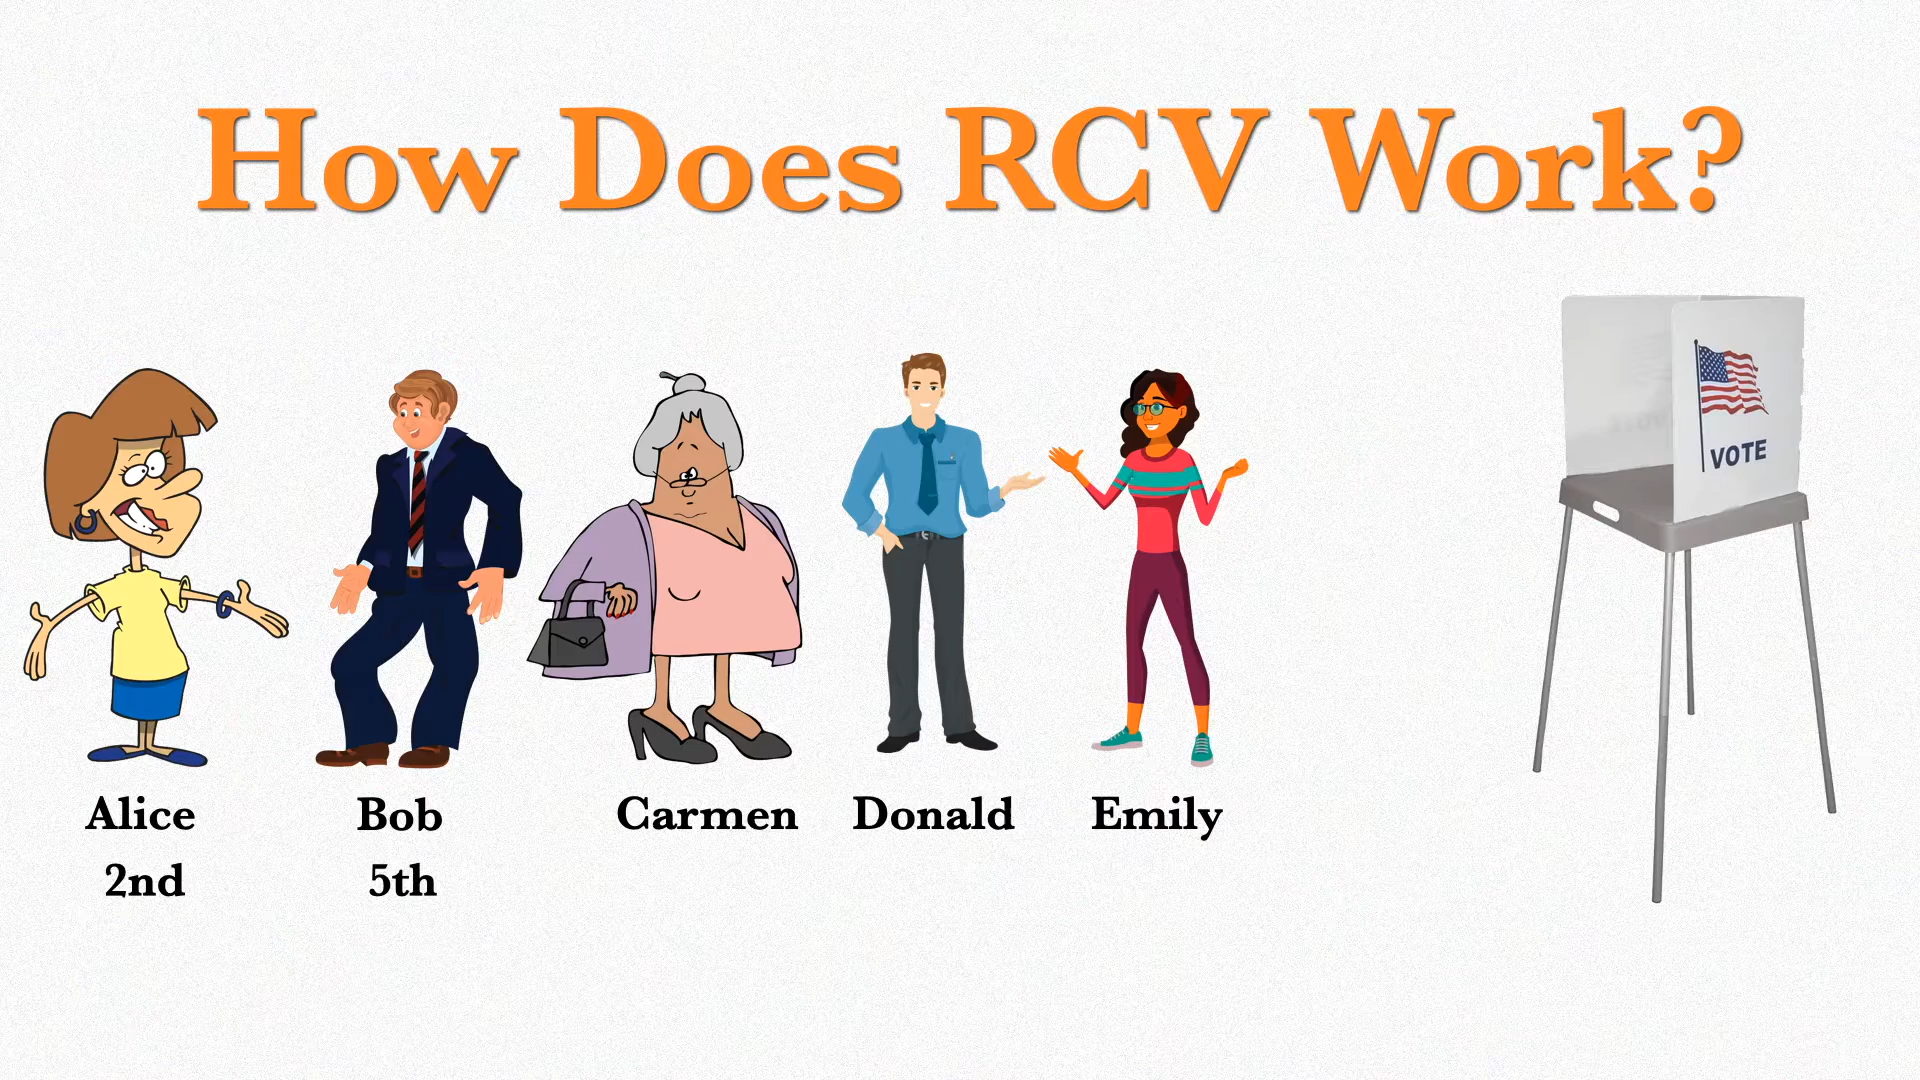 How Does RCV Work?
VOTE
Alice
Bob
Carmen
Donald
Emily
2nd
5th